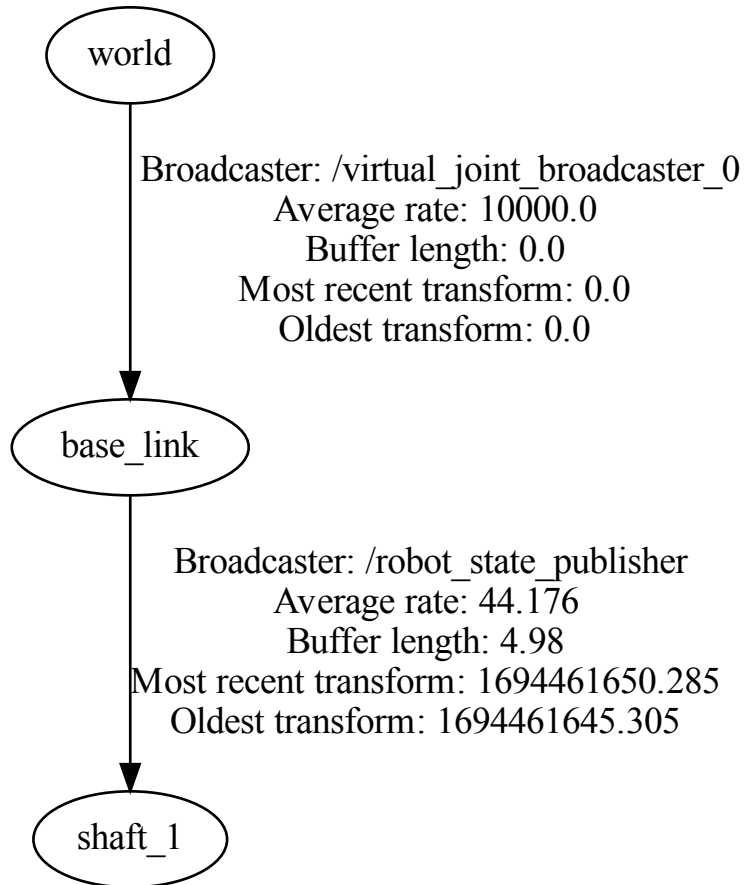 world
Broadcaster: /virtual_joint_broadcaster_0
Average rate: 10000.0
Buffer length: 0.0
Most recent transform: 0.0
Oldest transform: 0.0
base_link
Broadcaster: /robot_state_publisher
Average rate: 44.176
Buffer length: 4.98
Most recent transform: 1694461650.285
Oldest transform: 1694461645.305
shaft_1